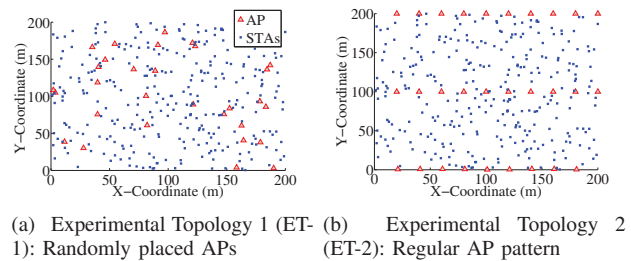 AP
STAs
Y-Coordinate (m)
200
150
100
50
0
0 50 100 150 200
X-Coordinate (m)
Y-Coordinate (m)
200
150
100
50
0
0 50 100 150 200
X-Coordinate (m)
(a) Experimental Topology 1 (ET-
1): Randomly placed APs
(b) Experimental Topology 2
(ET-2): Regular AP pattern